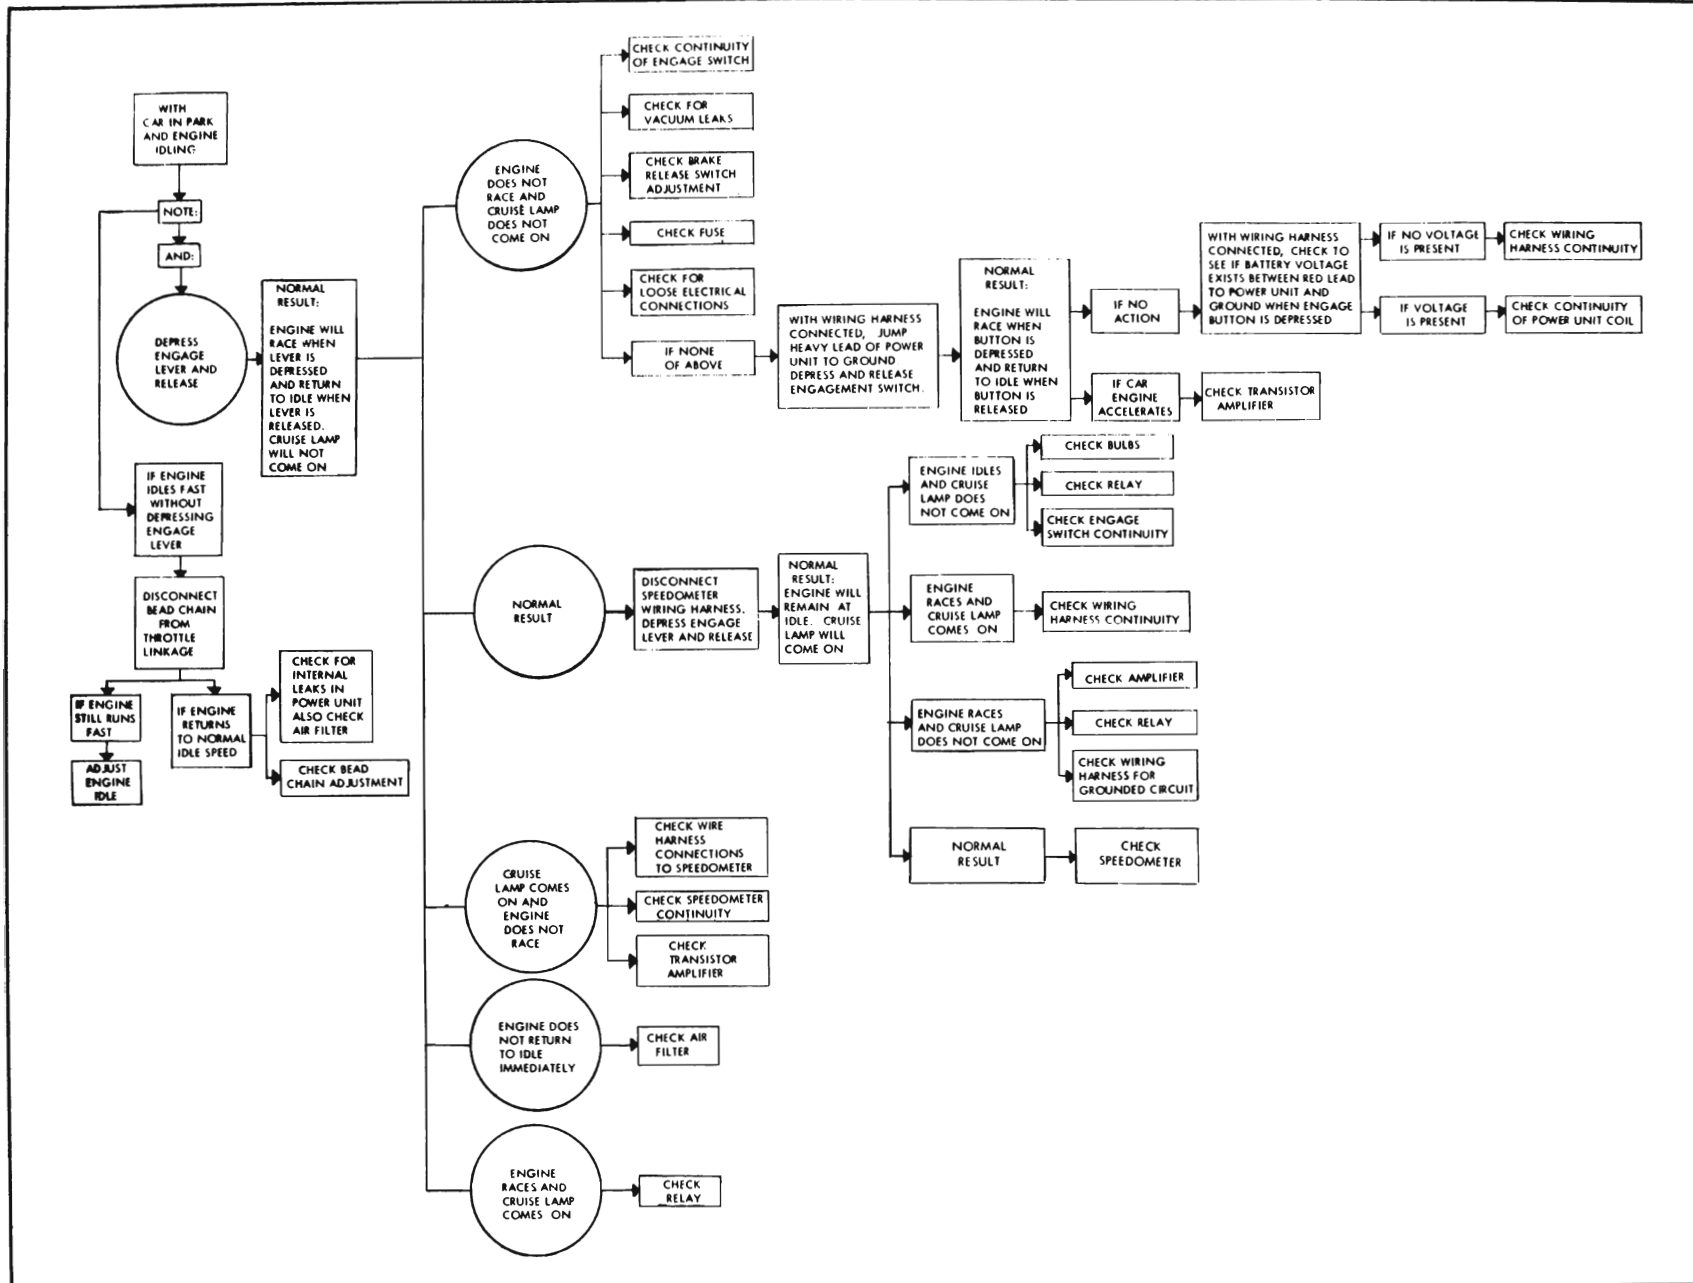 WITH
CAR IN PARK
AND ENGINE
IDLING
NOTE:
AND:
DEPRESS
ENGAGE
LEVER AND
RELEASE
NORMAL
RESULT:
ENGINE WILL
RACE WHEN
LEVER IS
DEPRESSED
AND RETURN
TO IDLE WHEN
LEVER IS
RELEASED.
CRUISE LAMP
WILL NOT
COME ON
IF ENGINE
IDLES FAST
WITHOUT
DEPRESSING
ENGAGE
LEVER
DISCONNECT
BEAD CHAIN
FROM
THROTTLE
LINKAGE
IF ENGINE
STILL RUNS
FAST
ADJUST
ENGINE
IDLE
IF ENGINE
RETURNS
TO NORMAL
IDLE SPEED
CHECK FOR
INTERNAL
LEAKS IN
POWER UNIT
ALSO CHECK
AIR FILTER
CHECK BEAD
CHAIN ADJUSTMENT
ENGINE
DOES NOT
RACE AND
CRUISE LAMP
DOES NOT
COME ON
CHECK CONTINUITY
OF ENGAGE SWITCH
CHECK FOR
VACUUM LEAKS
CHECK BRAKE
RELEASE SWITCH
ADJUSTMENT
CHECK FUSE
CHECK FOR
LOOSE ELECTRICAL
CONNECTIONS
IF NONE
OF ABOVE
WITH WIRING HARNESS
CONNECTED, JUMP
HEAVY LEAD OF POWER
UNIT TO GROUND
DEPRESS AND RELEASE
ENGAGEMENT SWITCH.
NORMAL
RESULT:
ENGINE WILL
RACE WHEN
BUTTON IS
DEPRESSED
AND RETURN
TO IDLE WHEN
BUTTON IS
RELEASED
IF NO
ACTION
WITH WIRING HARNESS
CONNECTED, CHECK TO
SEE IF BATTERY VOLTAGE
EXISTS BETWEEN RED LEAD
TO POWER UNIT AND
GROUND WHEN ENGAGE
BUTTON IS DEPRESSED
IF NO VOLTAGE
IS PRESENT
CHECK WIRING
HARNESS CONTINUITY
IF VOLTAGE
IS PRESENT
CHECK CONTINUITY
OF POWER UNIT COIL
IF CAR
ENGINE
ACCELERATES
CHECK TRANSISTOR
AMPLIFIER
NORMAL
RESULT
DISCONNECT
SPEEDOMETER
WIRING HARNESS.
DEPRESS ENGAGE
LEVER AND RELEASE
NORMAL
RESULT:
ENGINE WILL
REMAIN AT
IDLE. CRUISE
LAMP WILL
COME ON
ENGINE IDLES
AND CRUISE
LAMP DOES
NOT COME ON
CHECK BULBS
CHECK RELAY
CHECK ENGAGE
SWITCH CONTINUITY
ENGINE
RACES AND
CRUISE LAMP
COMES ON
CHECK WIRING
HARNESS CONTINUITY
ENGINE RACES
AND CRUISE LAMP
DOES NOT COME ON
CHECK AMPLIFIER
CHECK RELAY
CHECK WIRING
HARNESS FOR
GROUNDED CIRCUIT
NORMAL
RESULT
CHECK
SPEEDOMETER
CRUISE
LAMP COMES
ON AND
ENGINE
DOES NOT
RACE
CHECK WIRE
HARNESS
CONNECTIONS
TO SPEEDOMETER
CHECK SPEEDOMETER
CONTINUITY
CHECK
TRANSISTOR
AMPLIFIER
ENGINE DOES
NOT RETURN
TO IDLE
IMMEDIATELY
CHECK AIR
FILTER
ENGINE
RACES AND
CRUISE LAMP
COMES ON
CHECK
RELAY